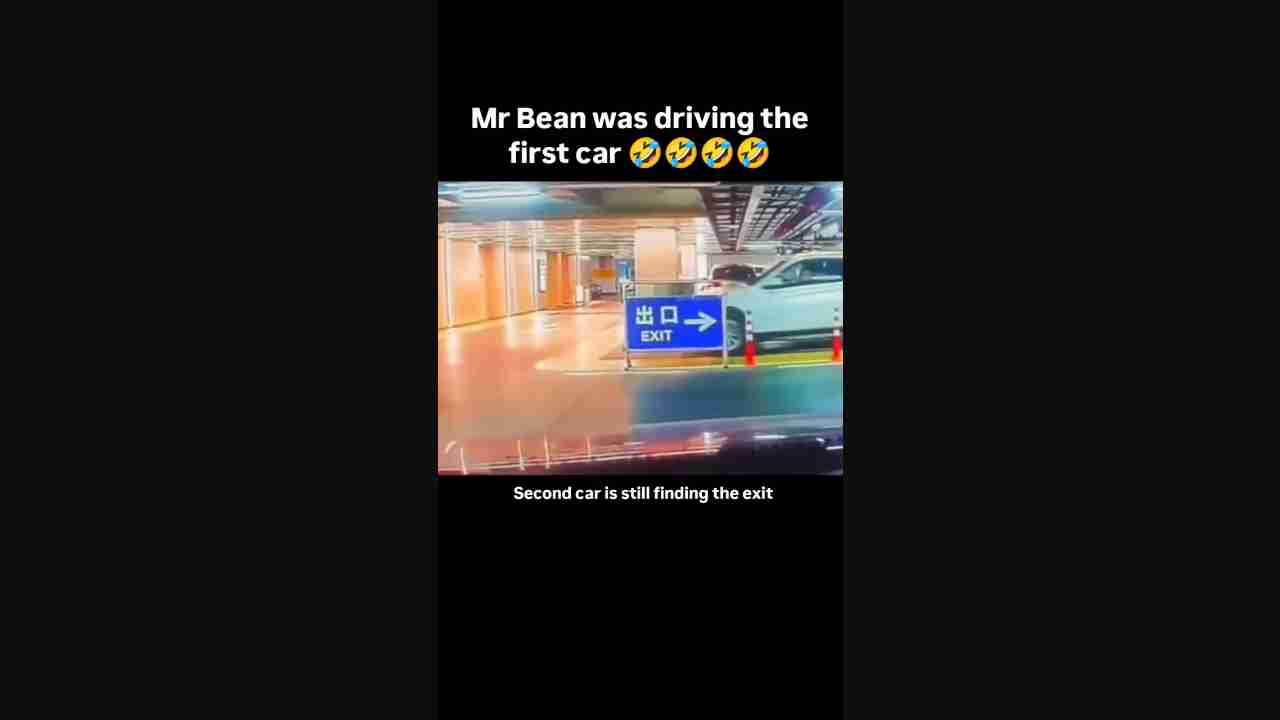 Mr Bean was driving the
first car 🤣🤣🤣🤣
出口 →
EXIT
Second car is still finding the exit